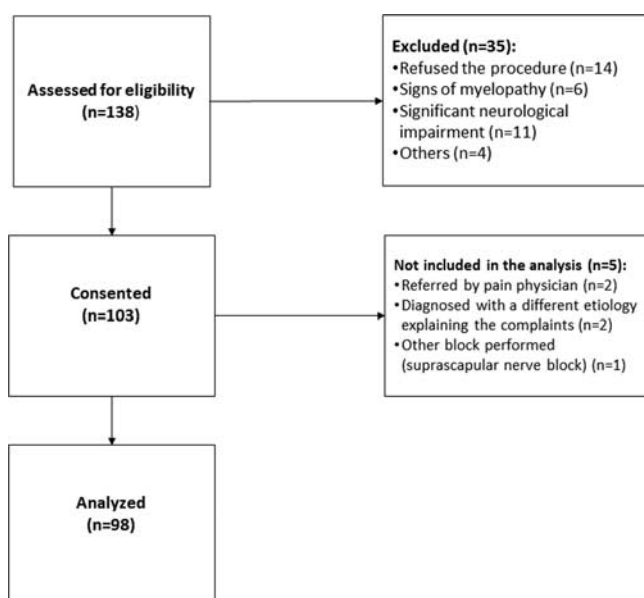 Assessed for eligibility
(n=138)
Excluded (n=35):
•Refused the procedure (n=14)
•Signs of myelopathy (n=6)
•Significant neurological
impairment (n=11)
•Others (n=4)
Consented
(n=103)
Not included in the analysis (n=5):
•Referred by pain physician (n=2)
•Diagnosed with a different etiology
explaining the complaints (n=2)
•Other block performed
(suprascapular nerve block) (n=1)
Analyzed
(n=98)